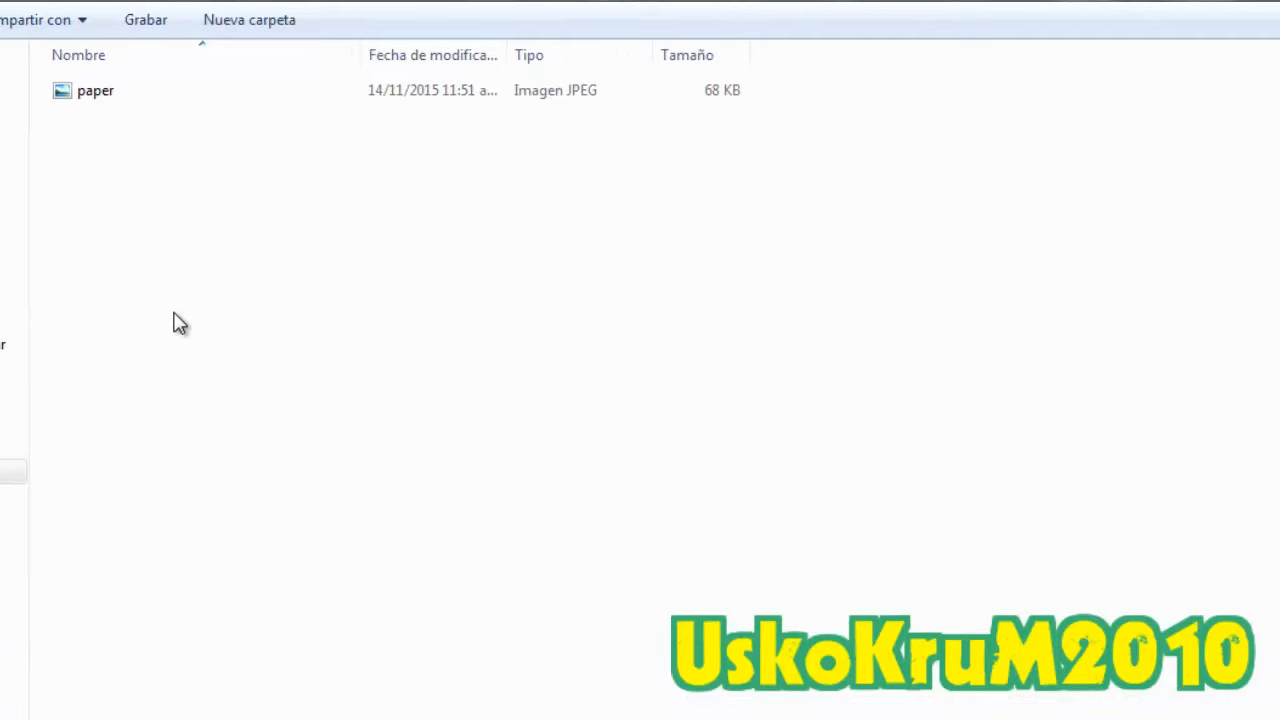 mpartir con Grabar Nueva carpeta
Nombre Fecha de modifica... Tipo Tamaño
paper 14/11/2015 11:51 a... Imagen JPEG 68 KB
r
UskoKruM2010